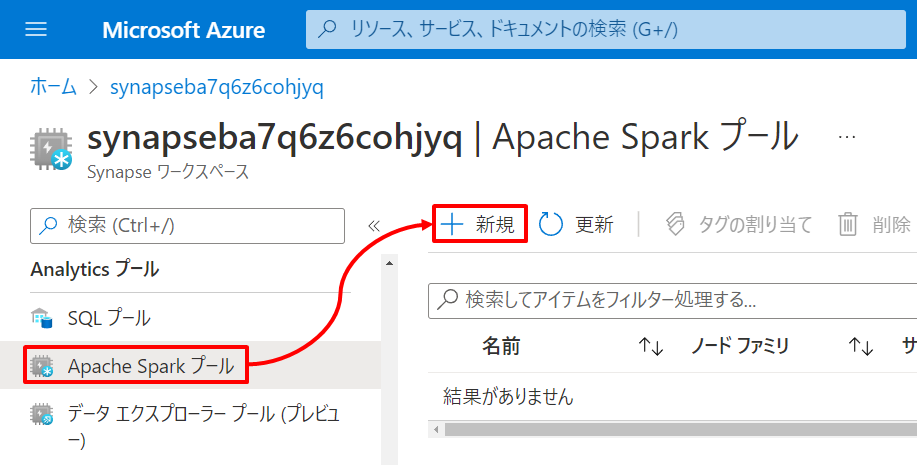 Microsoft Azure
リソース、サービス、ドキュメントの検索 (G+/)
ホーム > synapseba7q6z6cohjyq
synapseba7q6z6cohjyq | Apache Spark プール ...
Synapse ワークスペース
検索 (Ctrl+/) «
+ 新規 更新 タグの割り当て 削除
Analytics プール
SQL プール
Apache Spark プール
データ エクスプローラー プール (プレビュ
ー)
検索してアイテムをフィルター処理する...
名前 ↑↓ ノード ファミリ ↑↓ サ
結果がありません